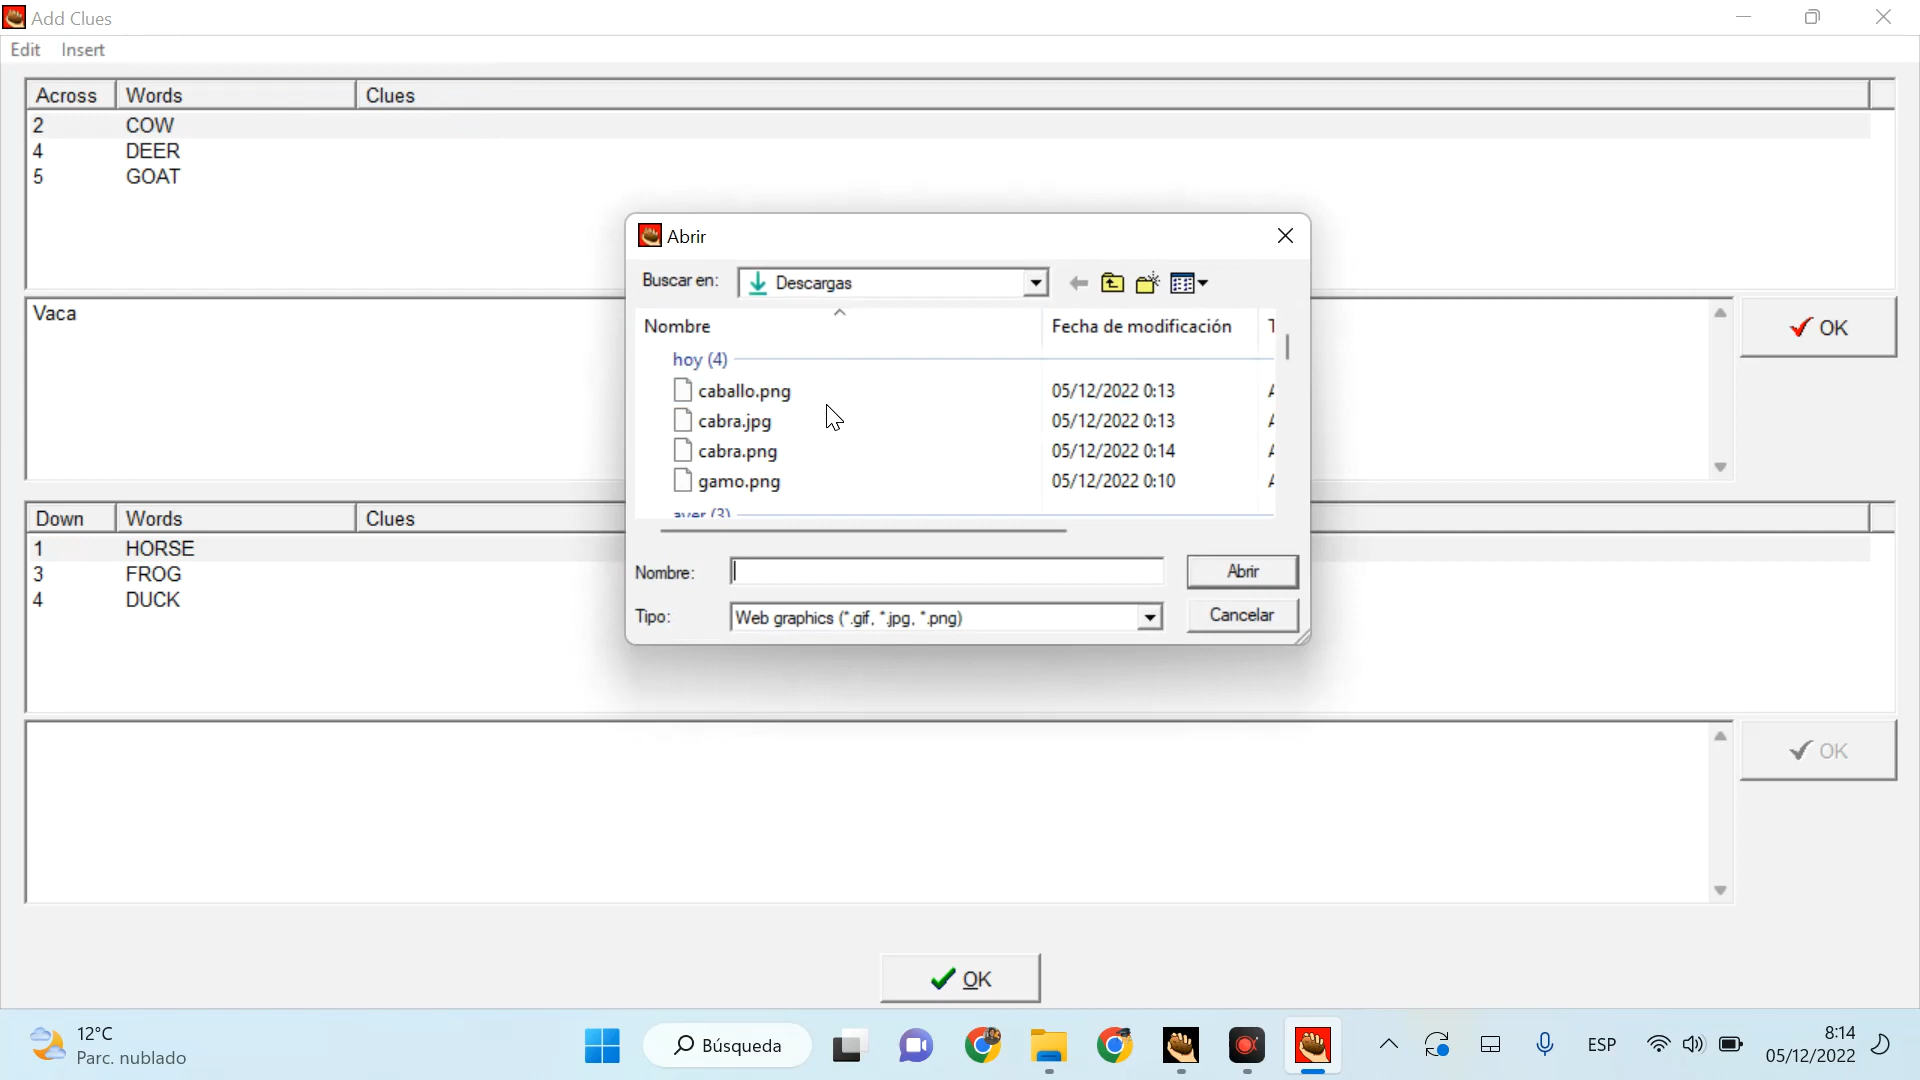 Add Clues
Edit Insert
Across Words Clues
2 COW
4 DEER
5 GOAT
Vaca
OK
Down Words Clues
1 HORSE
3 FROG
4 DUCK
OK
OK
Abrir
Buscar en: Descargas
Nombre Fecha de modificación
hoy (4)
caballo.png 05/12/2022 0:13
cabra.jpg 05/12/2022 0:13
cabra.png 05/12/2022 0:14
gamo.png 05/12/2022 0:10
ayer (3)
Nombre: Abrir
Tipo: Web graphics (*.gif, *.jpg, *.png) Cancelar
12°C
Parc. nublado
Búsqueda
ESP
8:14
05/12/2022